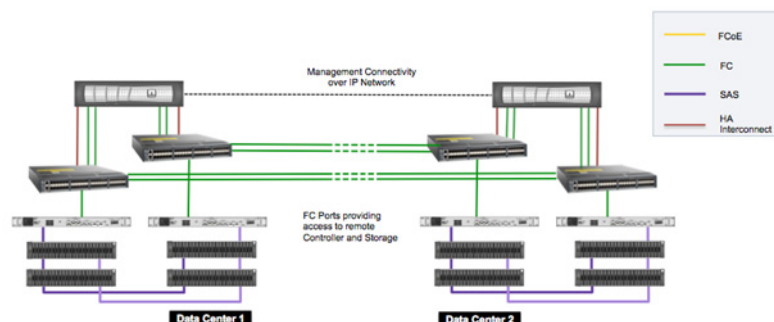 FCoE
FC
SAS
HA
Interconnect
Management Connectivity
over IP Network
FC Ports providing
access to remote
Controller and Storage
Data Center 1
Data Center 2